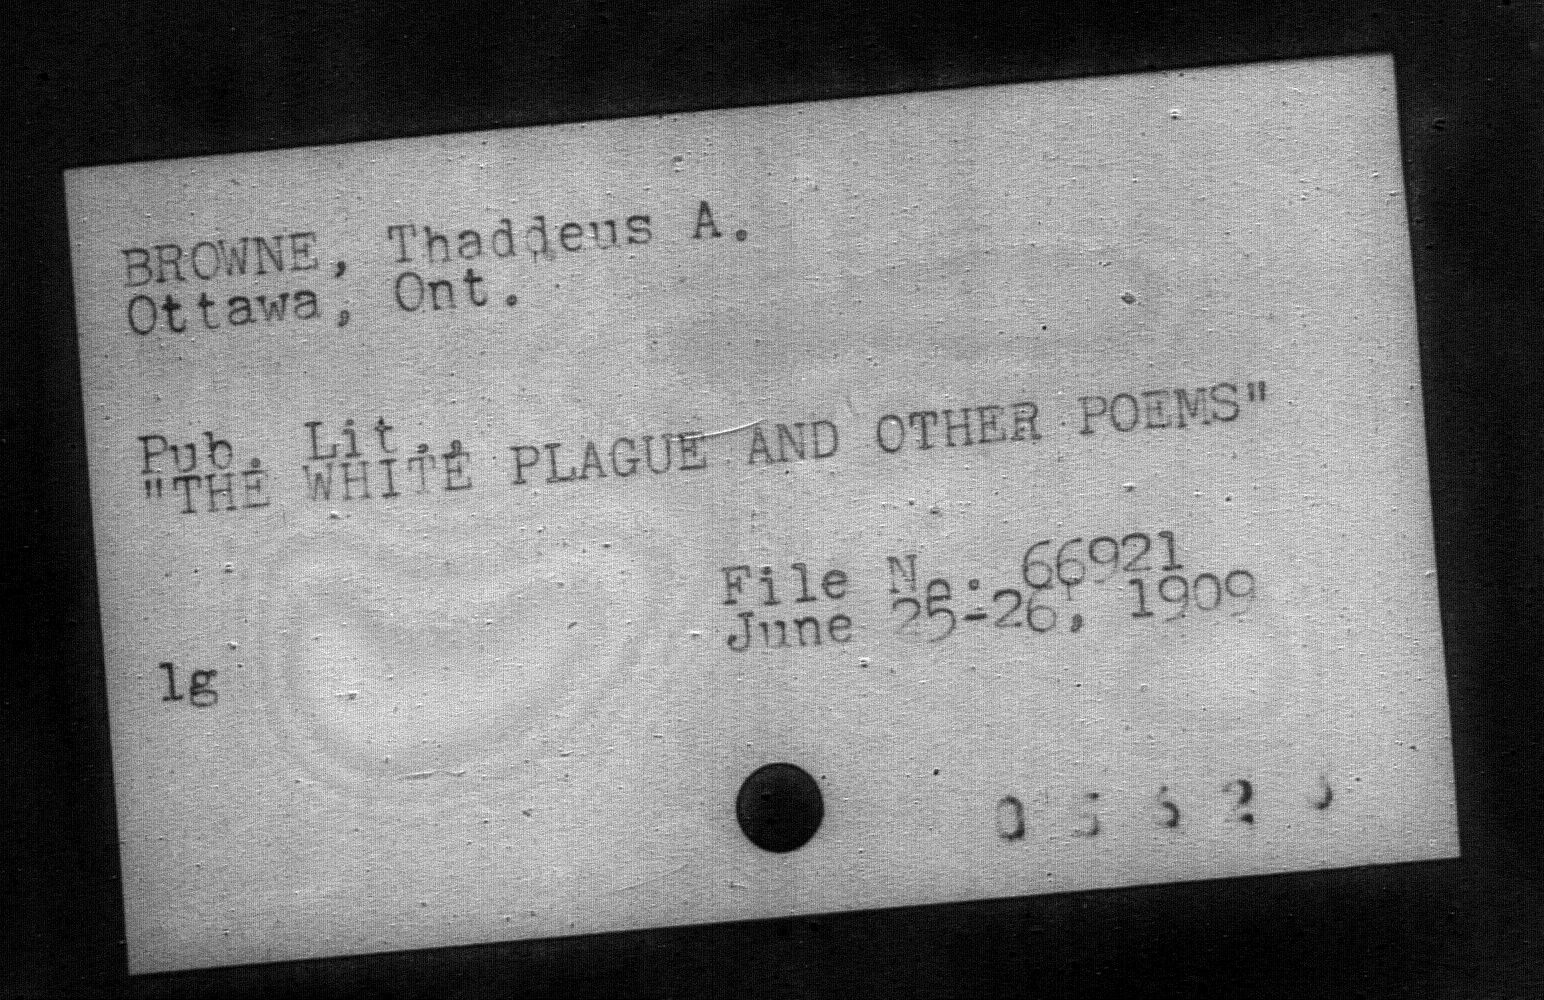 BROWNE, Thaddeus A.
Ottawa, Ont.
Pub. Lit.,
"THE WHITE PLAGUE AND OTHER POEMS"
File No. 66921
June 25-26, 1909
lg